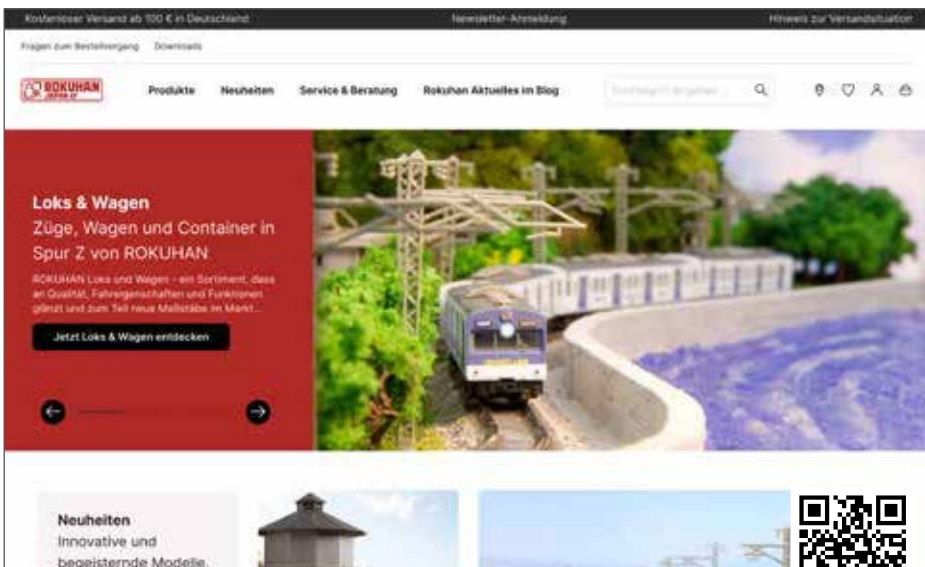 Kostenloser Versand ab 100 € in Deutschland
Newsletter-Anmeldung
Hinweis zur Versandsituation
Fragen zum Bestellvorgang Downloads
ROKUHAN
Produkte Neuheiten Service & Beratung Rokuhan Aktuelles im Blog
Loks & Wagen
Züge, Wagen und Container in
Spur Z von ROKUHAN
ROKUHAN Loks und Wagen - ein Sortiment, dass
an Qualität, Fahreigenschaften und Funktionen
glänzt und zum Teil neue Maßstäbe im Markt...
Jetzt Loks & Wagen entdecken
Neuheiten
Innovative und
begeisternde Modelle,